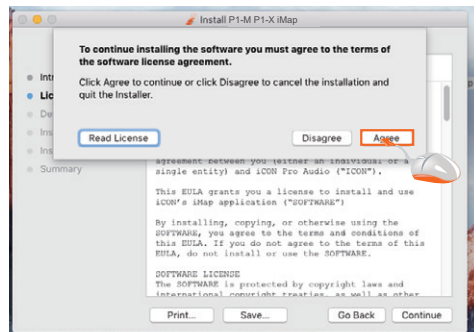 Install P1-M P1-X iMap
To continue installing the software you must agree to the terms of
the software license agreement.
Click Agree to continue or click Disagree to cancel the installation and
quit the Installer.
Read License
Disagree
Agree
Lic
Summary
agreement between you (either an individual or a
single entity) and iCON Pro Audio ("ICON").
This EULA grants you a license to install and use
iCON's iMap application ("SOFTWARE")
By installing, copying, or otherwise using the
SOFTWARE, you agree to the terms and conditions of
this EULA. If you do not agree to the terms of this
EULA, do not install or use the SOFTWARE.
SOFTWARE LICENSE
The SOFTWARE is protected by copyright laws and
international copyright treaties, as well as other
Print...
Save...
Go Back
Continue